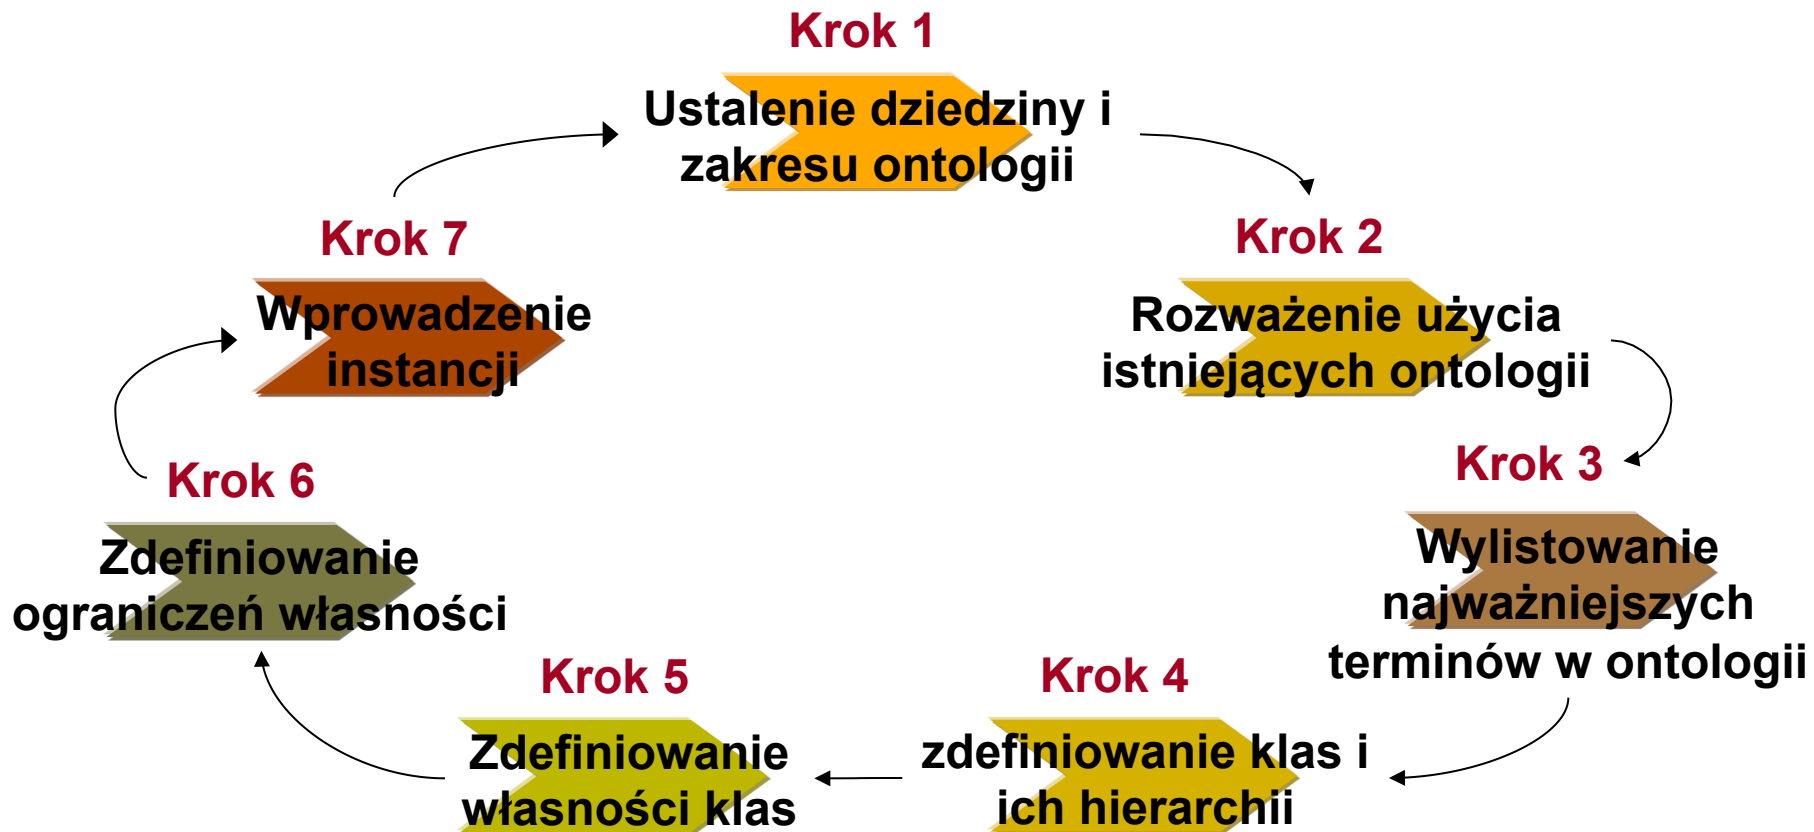 Krok 1
Ustalenie dziedziny i
zakresu ontologii
Krok 2
Rozważenie użycia
istniejących ontologii
Krok 3
Wylistowanie
najważniejszych
terminów w ontologii
Krok 4
zdefiniowanie klas i
ich hierarchii
Krok 5
Zdefiniowanie
własności klas
Krok 6
Zdefiniowanie
ograniczeń własności
Krok 7
Wprowadzenie
instancji